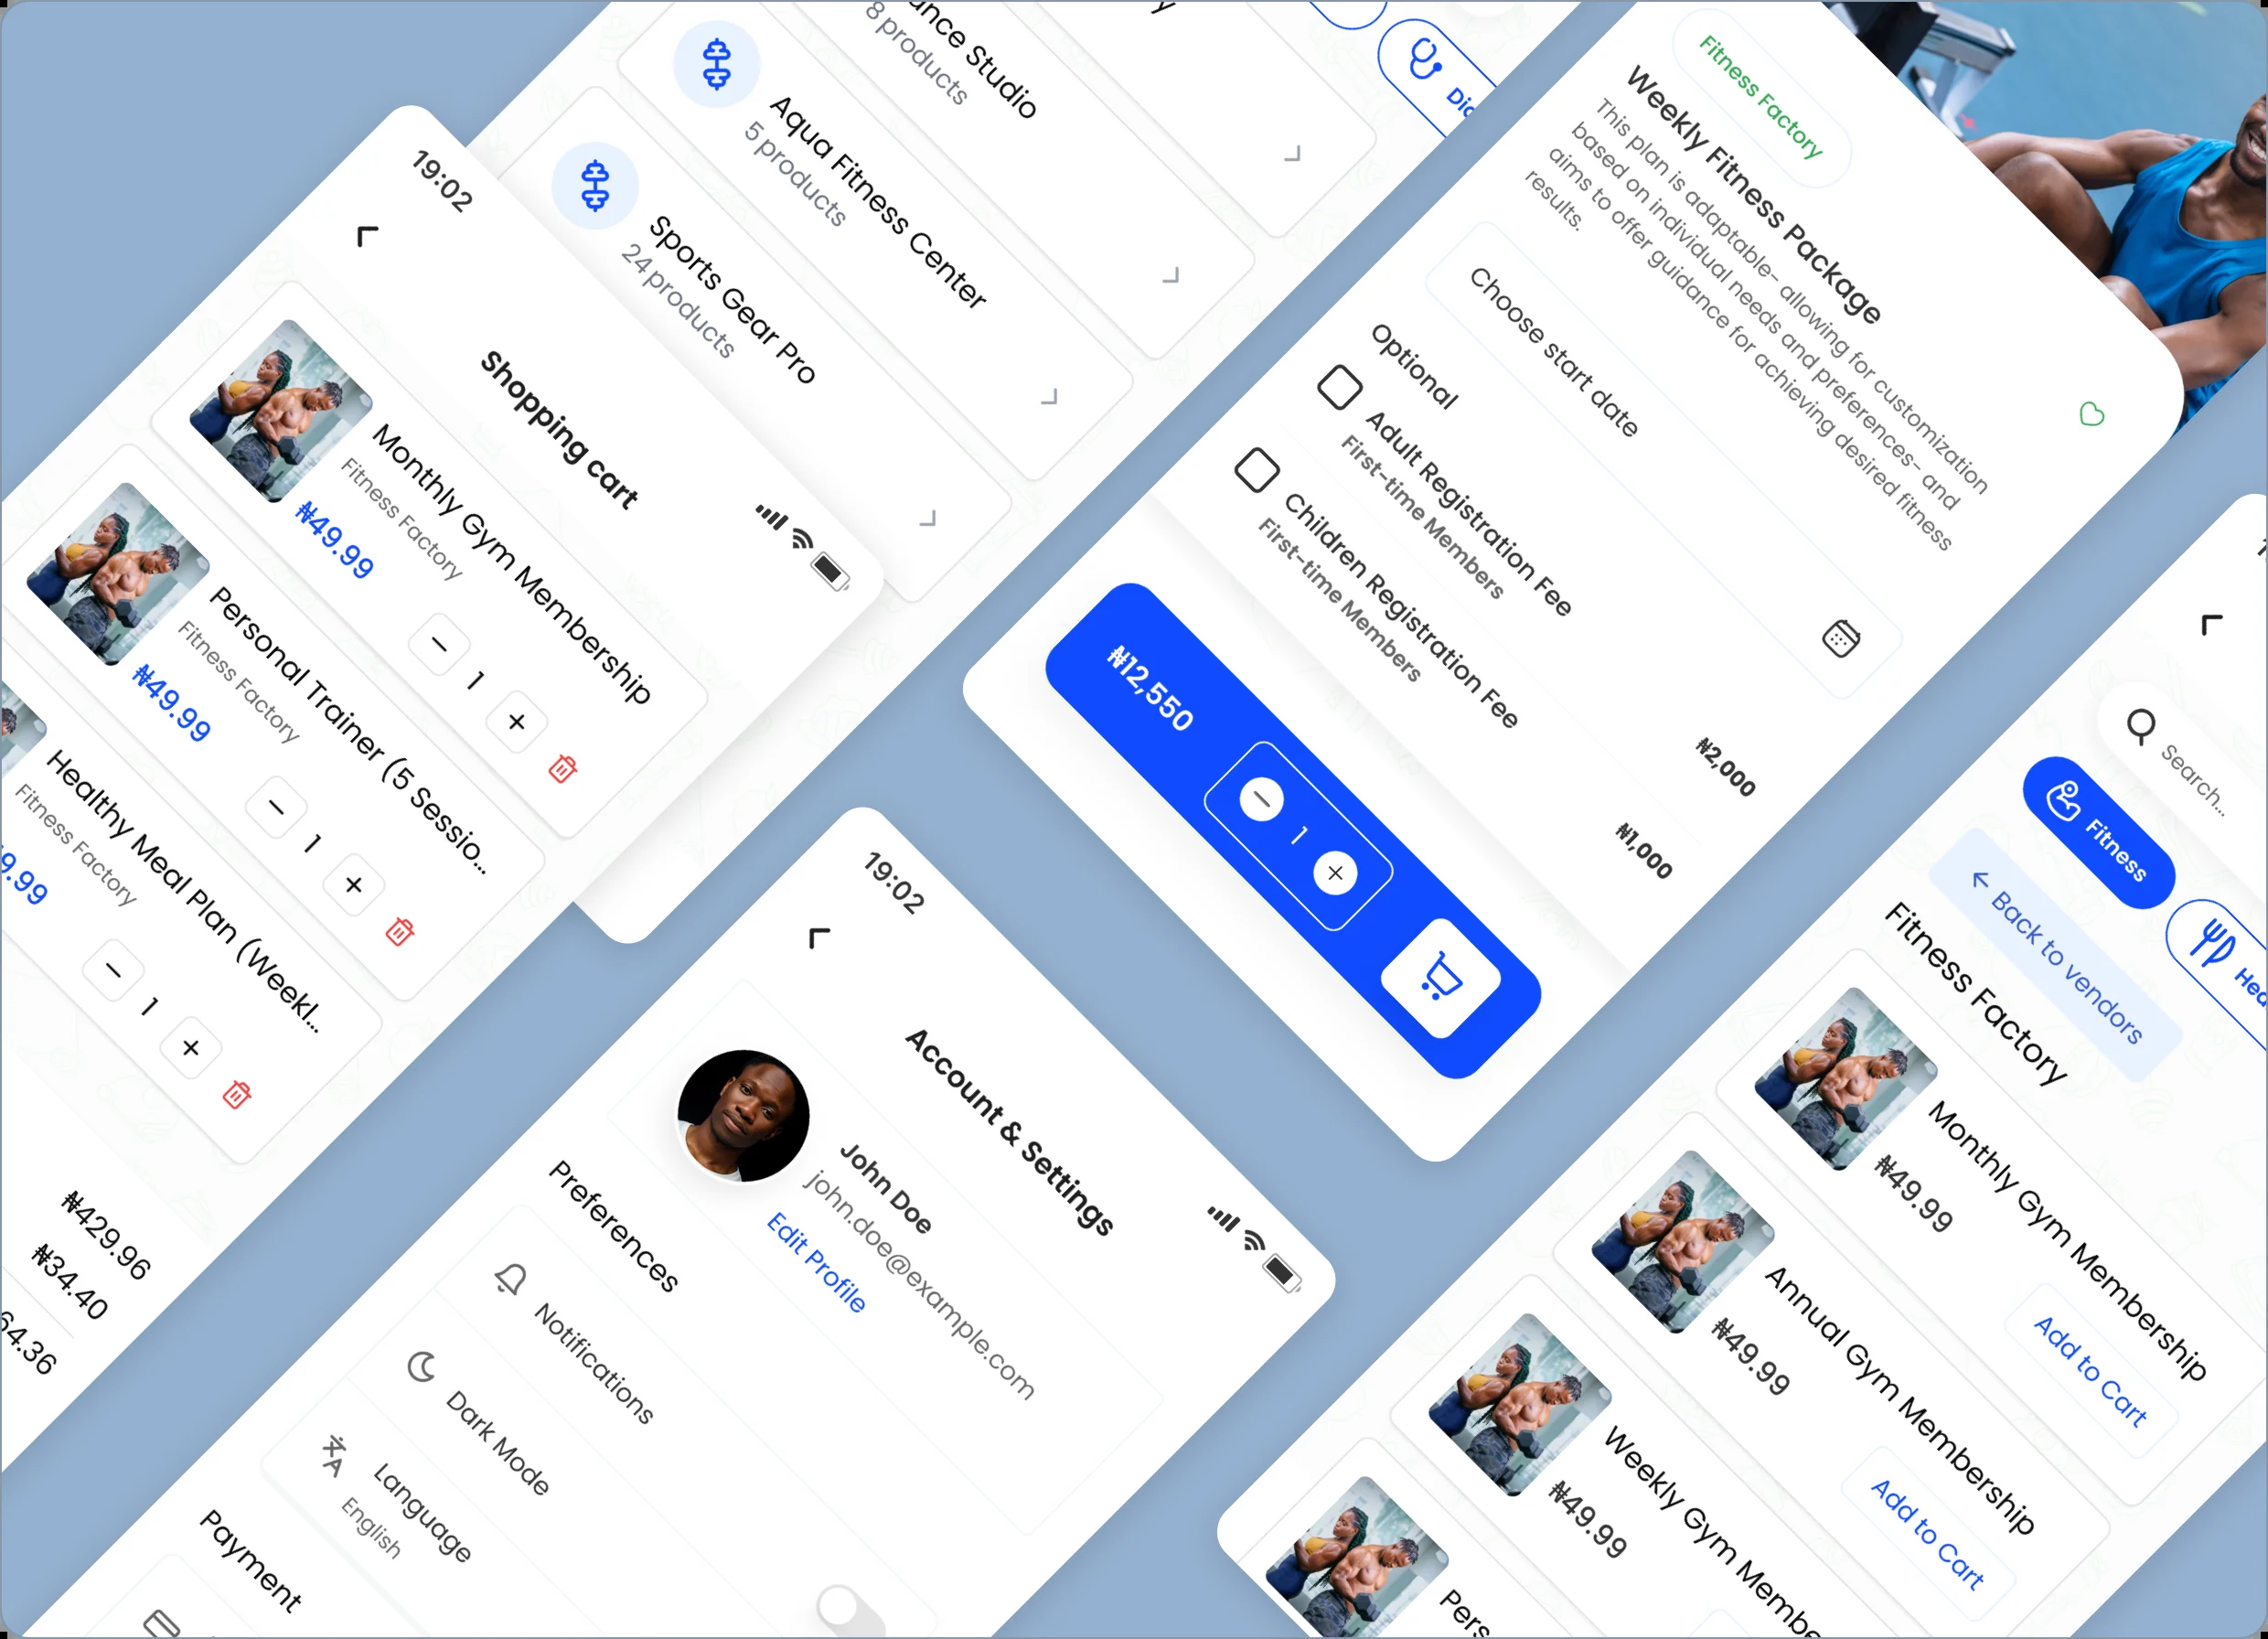 19:02
Shopping cart
Monthly Gym Membership
Fitness Factory
₦49.99
1
Personal Trainer (5 Sessio...
Fitness Factory
₦49.99
1
Healthy Meal Plan (Weekl...
Fitness Factory
9.99
1
₦429.96
₦34.40
64.36
Studio
8 products
Aqua Fitness Center
5 products
Sports Gear Pro
24 products
Fitness Factory
Weekly Fitness Package
This plan is adaptable- allowing for customization
based on individual needs and preferences- and
aims to offer guidance for achieving desired fitness
results.
Choose start date
Optional
Adult Registration Fee
First-time Members
₦2,000
Children Registration Fee
First-time Members
₦1,000
₦12,550
1
19:02
Account & Settings
John Doe
john.doe@example.com
Edit Profile
Preferences
Notifications
Dark Mode
Language
English
Payment
Search...
Fitness
← Back to vendors
Fitness Factory
Monthly Gym Membership
₦49.99
Add to Cart
Annual Gym Membership
₦49.99
Add to Cart
Weekly Gym Membe
₦49.99
Pers